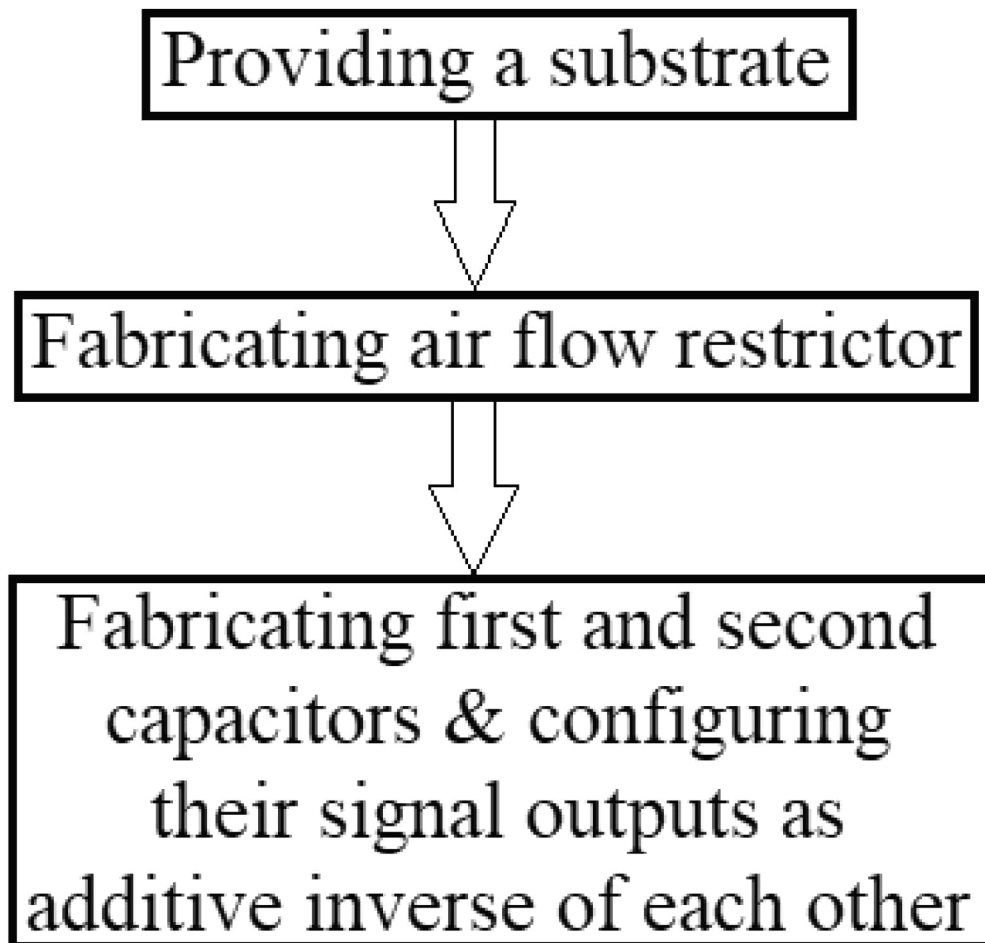 Providing a substrate
Fabricating air flow restrictor
Fabricating first and second
capacitors & configuring
their signal outputs as
additive inverse of each other